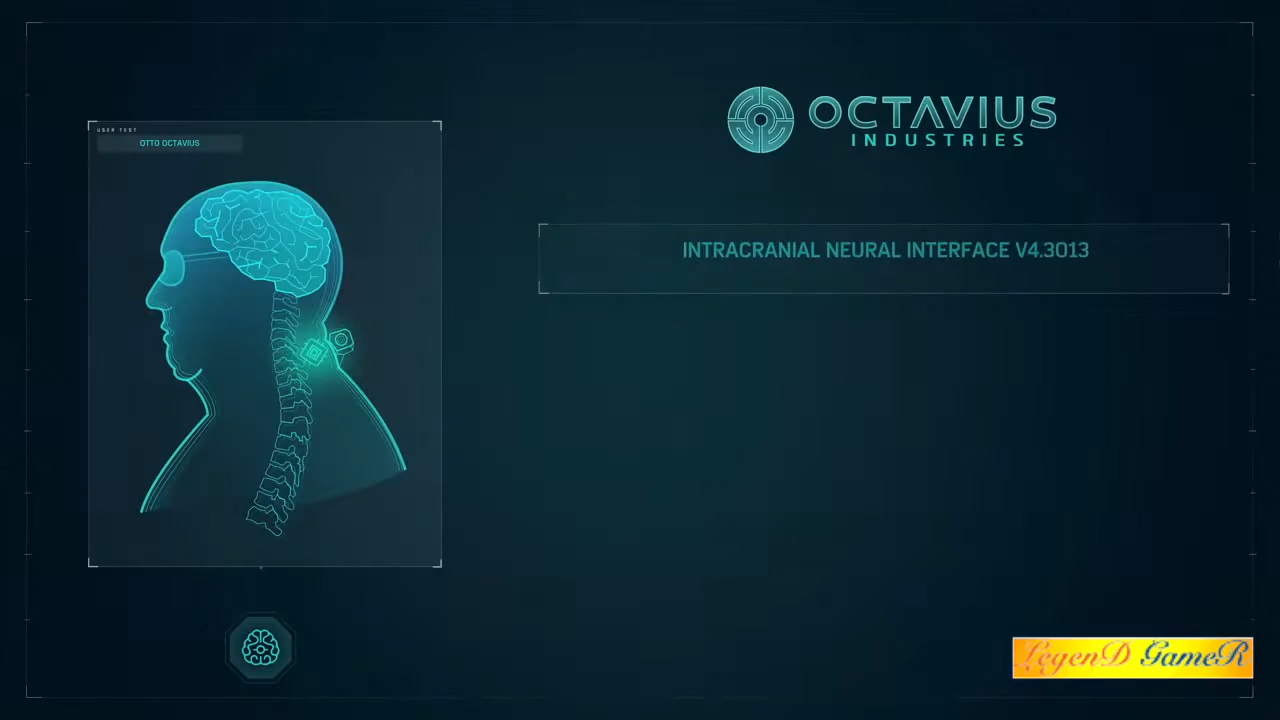 USER TEST
OTTO OCTAVIUS
OCTAVIUS
INDUSTRIES
INTRACRANIAL NEURAL INTERFACE V4.3013
LegenD GameR